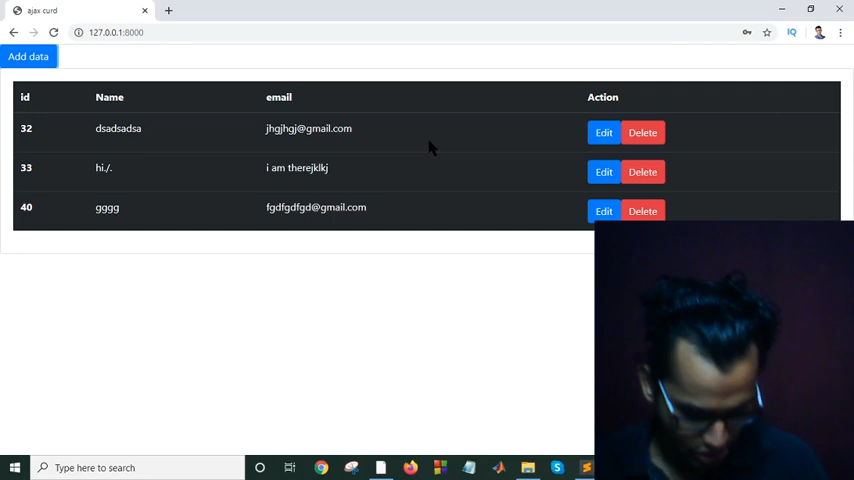 ajax curd
127.0.0.1:8000
IQ
Add data
id Name email Action
32 dsadsadsa jhgjhgj@gmail.com Edit Delete
33 hi./. i am therejklkj Edit Delete
40 gggg fgdfgdfgd@gmail.com Edit Delete
Type here to search